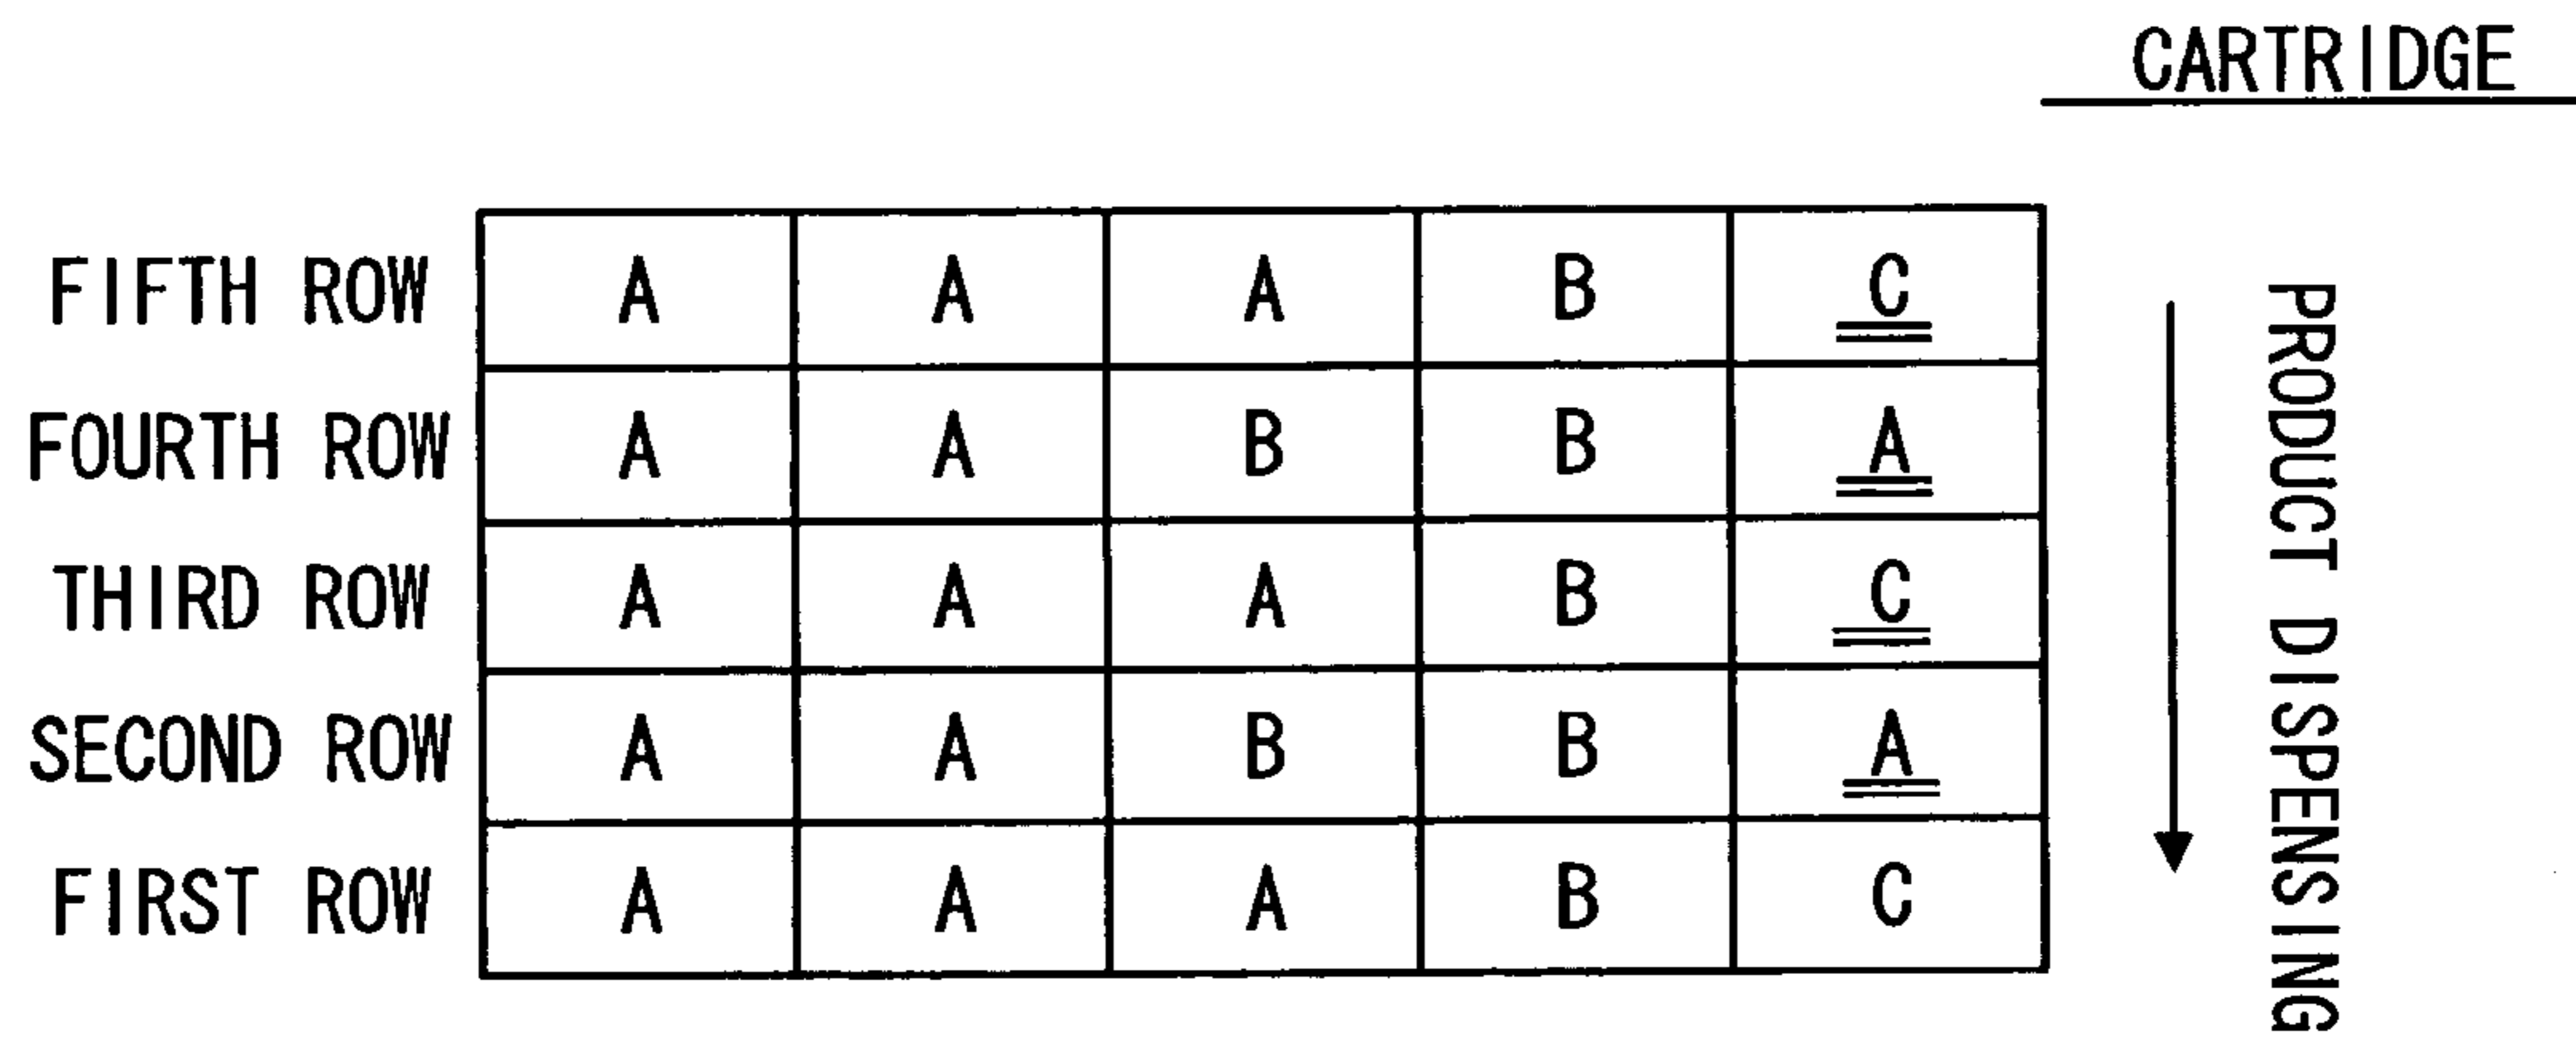 CARTRIDGE
FIFTH ROW A A A B C
FOURTH ROW A A B B A
THIRD ROW A A A B C
SECOND ROW A A B B A
FIRST ROW A A A B C
PRODUCT DISPENSING